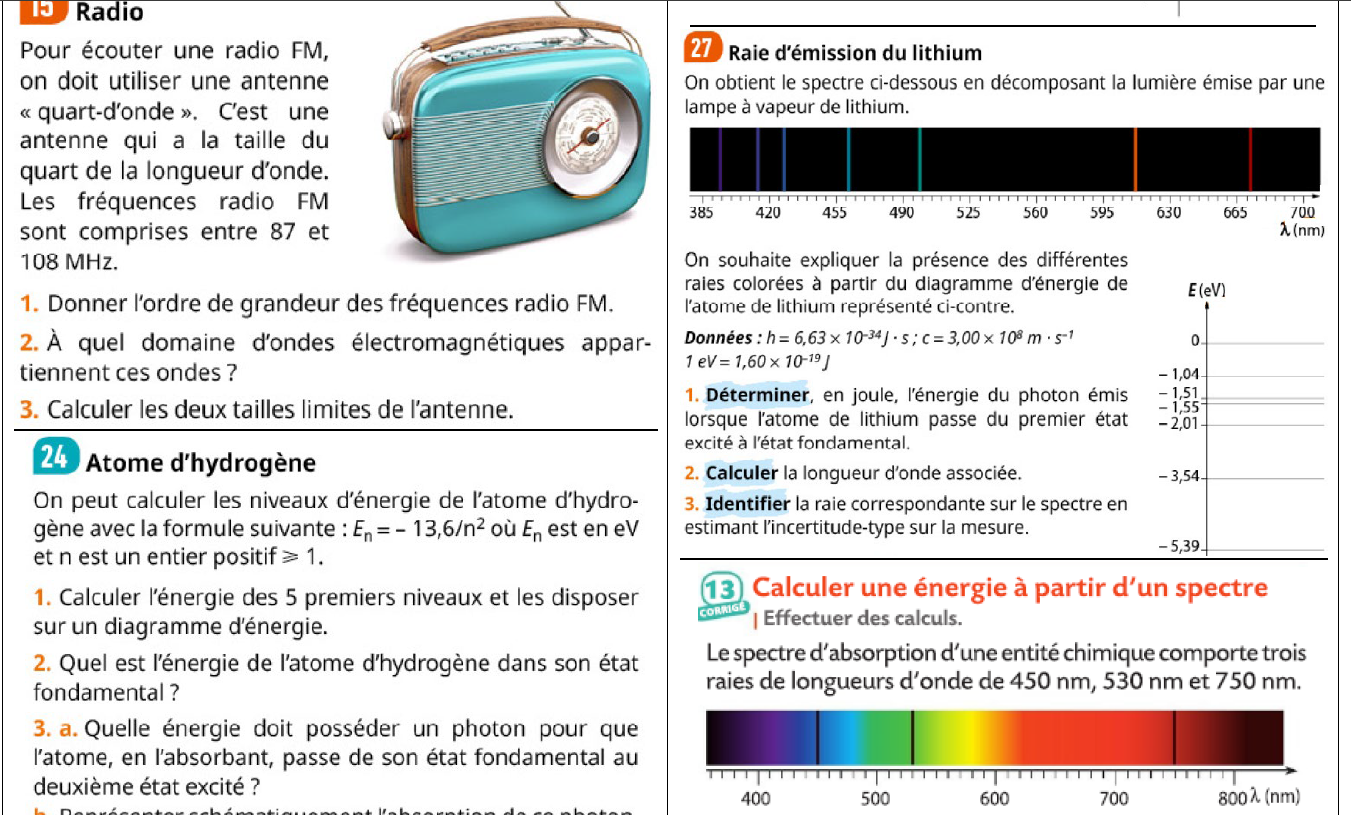 15 Radio
Pour écouter une radio FM,
on doit utiliser une antenne
« quart-d’onde ». C’est une
antenne qui a la taille du
quart de la longueur d’onde.
Les fréquences radio FM
sont comprises entre 87 et
108 MHz.
1. Donner l’ordre de grandeur des fréquences radio FM.
2. À quel domaine d’ondes électromagnétiques appar-
tiennent ces ondes ?
3. Calculer les deux tailles limites de l’antenne.
24 Atome d’hydrogène
On peut calculer les niveaux d’énergie de l’atome d’hydro-
gène avec la formule suivante : Eₙ = – 13,6/n² où Eₙ est en eV
et n est un entier positif ⩾ 1.
1. Calculer l’énergie des 5 premiers niveaux et les disposer
sur un diagramme d’énergie.
2. Quel est l’énergie de l’atome d’hydrogène dans son état
fondamental ?
3. a. Quelle énergie doit posséder un photon pour que
l’atome, en l’absorbant, passe de son état fondamental au
deuxième état excité ?
b. Représenter schématiquement l’absorption de ce photon.
27 Raie d’émission du lithium
On obtient le spectre ci-dessous en décomposant la lumière émise par une
lampe à vapeur de lithium.
385 420 455 490 525 560 595 630 665 700
λ (nm)
On souhaite expliquer la présence des différentes
raies colorées à partir du diagramme d’énergie de
l’atome de lithium représenté ci-contre.
Données : h = 6,63 × 10⁻³⁴ J · s ; c = 3,00 × 10⁸ m · s⁻¹
1 eV = 1,60 × 10⁻¹⁹ J
1. Déterminer, en joule, l’énergie du photon émis
lorsque l’atome de lithium passe du premier état
excité à l’état fondamental.
2. Calculer la longueur d’onde associée.
3. Identifier la raie correspondante sur le spectre en
estimant l’incertitude-type sur la mesure.
E (eV)
0
– 1,04
– 1,51
– 1,55
– 2,01
– 3,54
– 5,39
13 Calculer une énergie à partir d’un spectre
CORRIGÉ
| Effectuer des calculs.
Le spectre d’absorption d’une entité chimique comporte trois
raies de longueurs d’onde de 450 nm, 530 nm et 750 nm.
400 500 600 700 800 λ (nm)